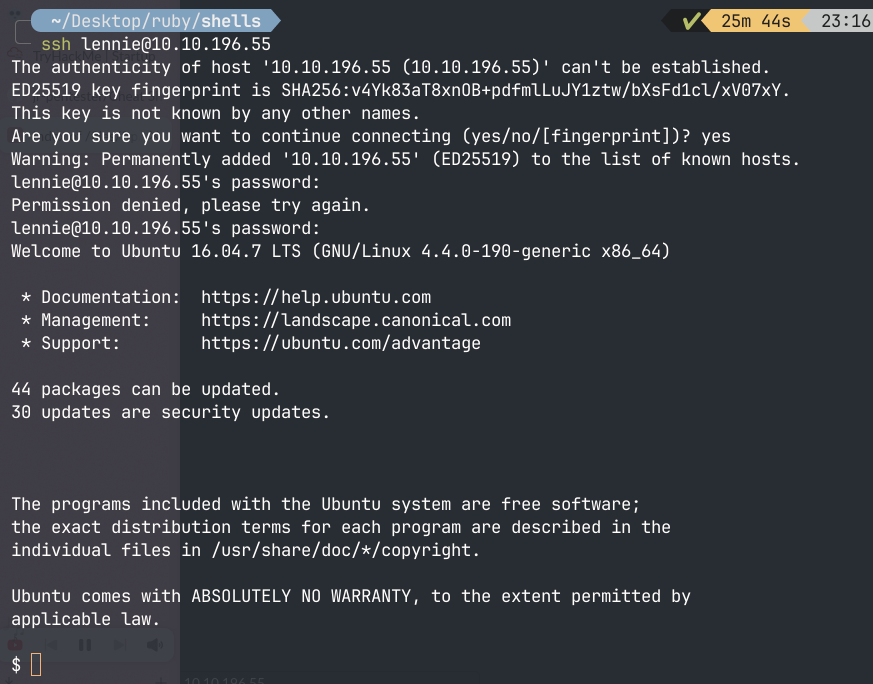 ~/Desktop/ruby/shells 25m 44s 23:16
ssh lennie@10.10.196.55
The authenticity of host '10.10.196.55 (10.10.196.55)' can't be established.
ED25519 key fingerprint is SHA256:v4Yk83aT8xnOB+pdfmlLuJY1ztw/bXsFd1cl/xV07xY.
This key is not known by any other names.
Are you sure you want to continue connecting (yes/no/[fingerprint])? yes
Warning: Permanently added '10.10.196.55' (ED25519) to the list of known hosts.
lennie@10.10.196.55's password:
Permission denied, please try again.
lennie@10.10.196.55's password:
Welcome to Ubuntu 16.04.7 LTS (GNU/Linux 4.4.0-190-generic x86_64)
* Documentation: https://help.ubuntu.com
* Management: https://landscape.canonical.com
* Support: https://ubuntu.com/advantage
44 packages can be updated.
30 updates are security updates.
The programs included with the Ubuntu system are free software;
the exact distribution terms for each program are described in the
individual files in /usr/share/doc/*/copyright.
Ubuntu comes with ABSOLUTELY NO WARRANTY, to the extent permitted by
applicable law.
$
10.10.196.55